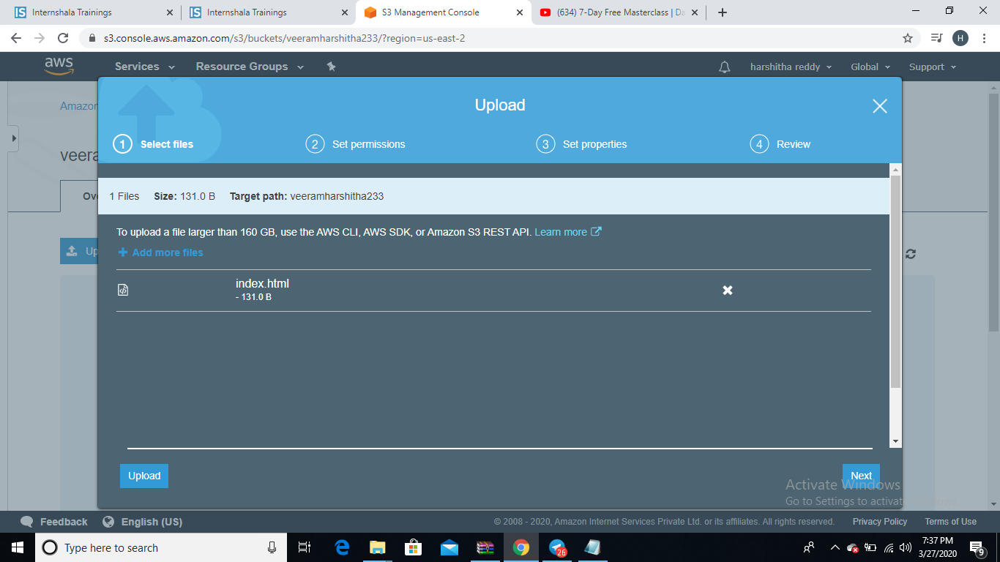 Internshala Trainings
Internshala Trainings
S3 Management Console
(634) 7-Day Free Masterclass | Da
s3.console.aws.amazon.com/s3/buckets/veeramharshitha233/?region=us-east-2
H
aws
Services
Resource Groups
harshitha reddy
Global
Support
Amazon
Upload
1 Select files
2 Set permissions
3 Set properties
4 Review
veera
Ove
1 Files Size: 131.0 B Target path: veeramharshitha233
To upload a file larger than 160 GB, use the AWS CLI, AWS SDK, or Amazon S3 REST API. Learn more
Up
Add more files
index.html
- 131.0 B
Upload
Next
Activate Windows
Go to Settings to activat
Feedback
English (US)
© 2008 - 2020, Amazon Internet Services Private Ltd. or its affiliates. All rights reserved.
Privacy Policy
Terms of Use
Type here to search
26
7:37 PM
3/27/2020
9